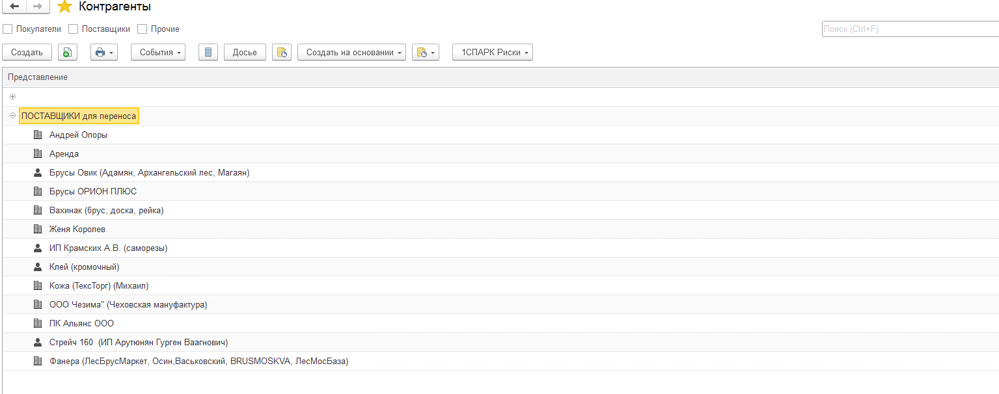 Контрагенты
Покупатели Поставщики Прочие
Поиск (Ctrl+F)
Создать События Досье Создать на основании 1СПАРК Риски
Представление
ПОСТАВЩИКИ для переноса
Андрей Опоры
Аренда
Брусы Овик (Адамян, Архангельский лес, Магаян)
Брусы ОРИОН ПЛЮС
Вахинак (брус, доска, рейка)
Женя Королев
ИП Крамских А.В. (саморезы)
Клей (кромочный)
Кожа (ТексТорг) (Михаил)
ООО Чезима" (Чеховская мануфактура)
ПК Альянс ООО
Стрейч 160 (ИП Арутюнян Гурген Ваагнович)
Фанера (ЛесБрусМаркет, Осин,Васьковский, BRUSMOSKVA, ЛесМосБаза)